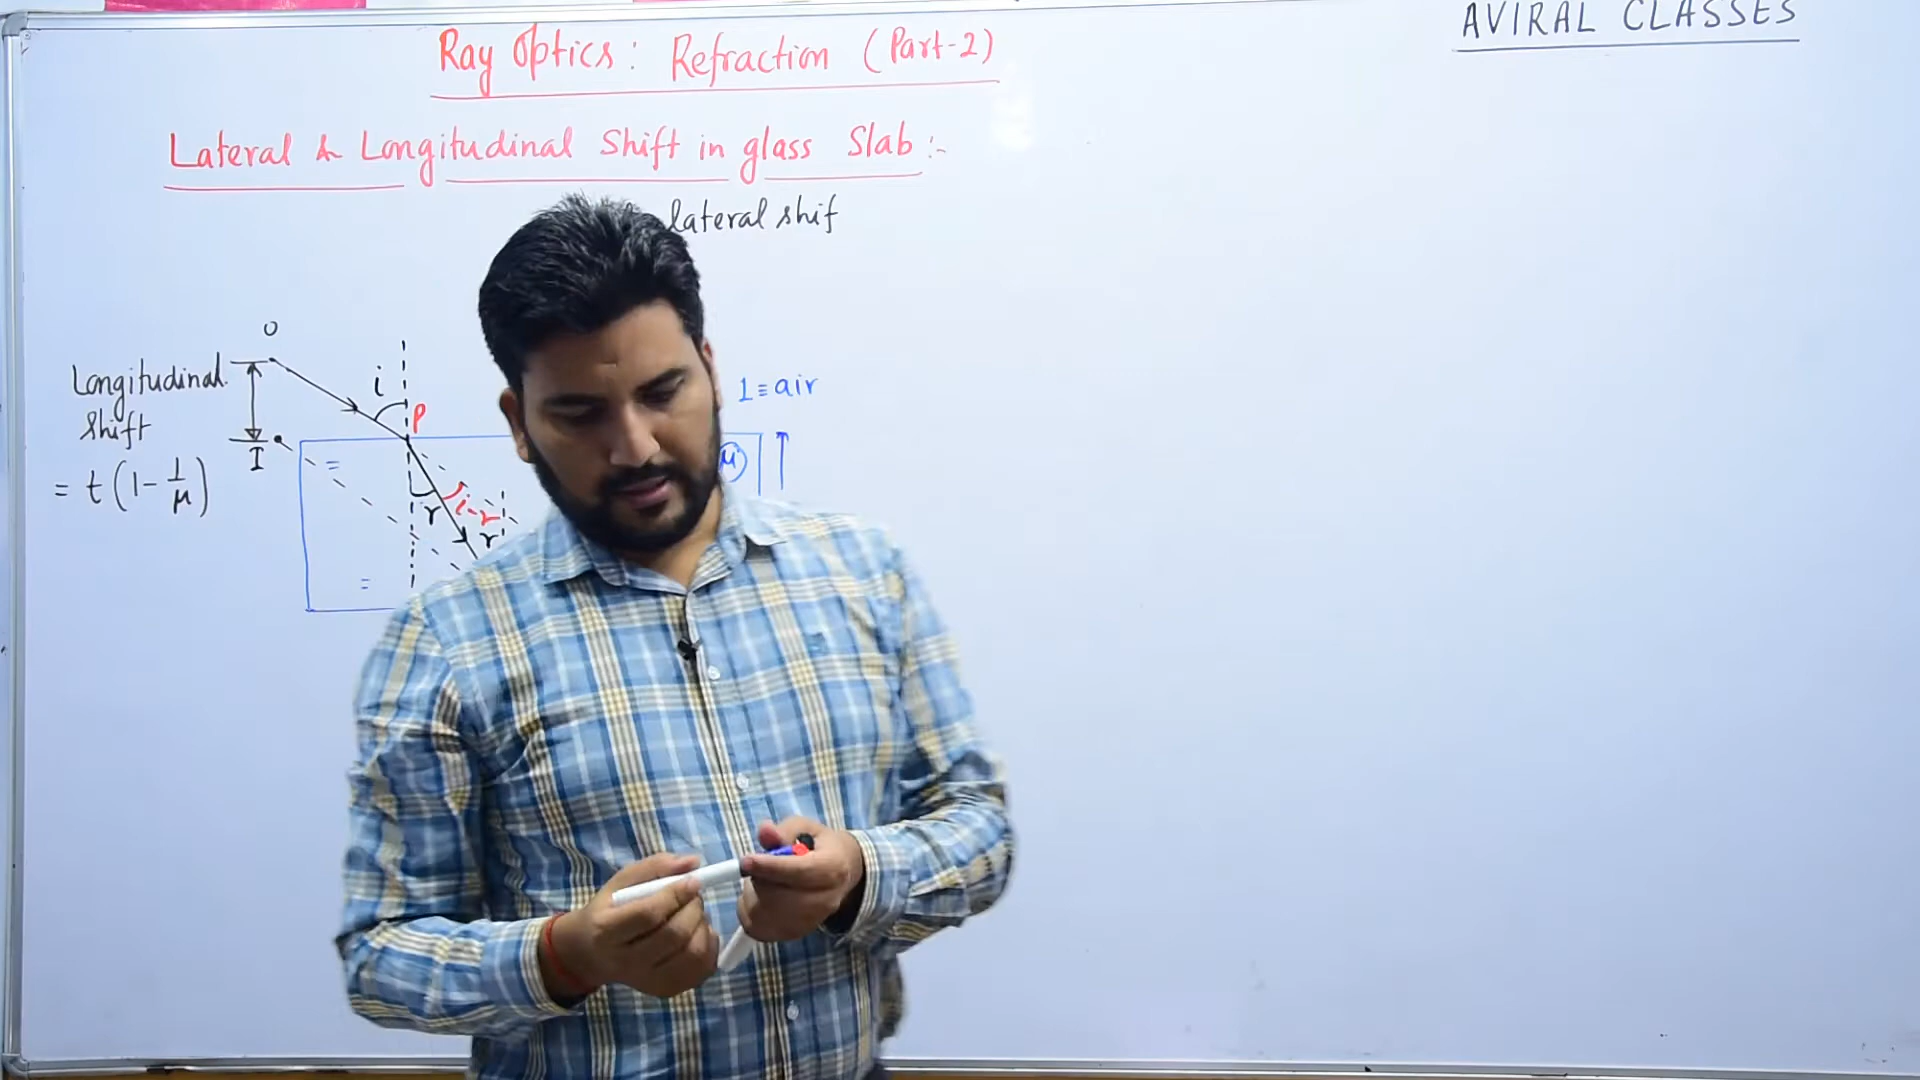 AVIRAL CLASSES
Ray Optics: Refraction (Part-2)
Lateral & Longitudinal Shift in glass Slab:-
lateral shif
O
Longitudinal
Shift
= t(1-1/μ)
i
P
1≡air
I
μ
r
i-r
r